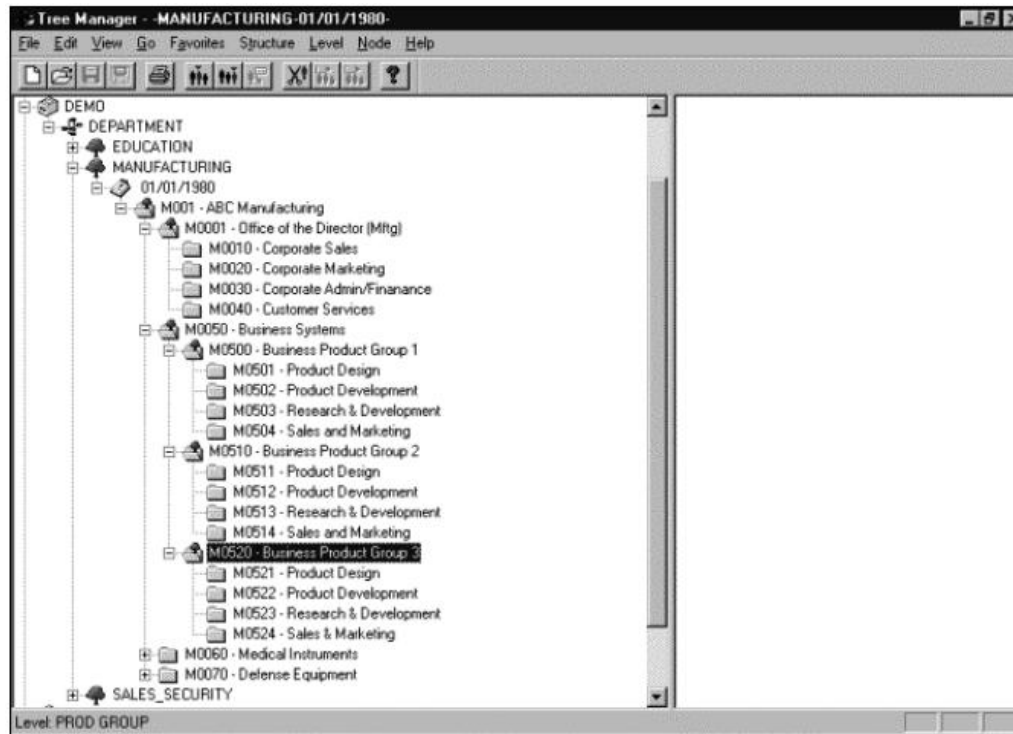 Tree Manager - -MANUFACTURING-01/01/1980-
File Edit View Go Favorites Structure Level Node Help
DEMO
DEPARTMENT
EDUCATION
MANUFACTURING
01/01/1980
M001 - ABC Manufacturing
M0001 - Office of the Director (Mftg)
M0010 - Corporate Sales
M0020 - Corporate Marketing
M0030 - Corporate Admin/Finanance
M0040 - Customer Services
M0050 - Business Systems
M0500 - Business Product Group 1
M0501 - Product Design
M0502 - Product Development
M0503 - Research & Development
M0504 - Sales and Marketing
M0510 - Business Product Group 2
M0511 - Product Design
M0512 - Product Development
M0513 - Research & Development
M0514 - Sales and Marketing
M0520 - Business Product Group 3
M0521 - Product Design
M0522 - Product Development
M0523 - Research & Development
M0524 - Sales & Marketing
M0060 - Medical Instruments
M0070 - Defense Equipment
SALES_SECURITY
Level: PROD GROUP